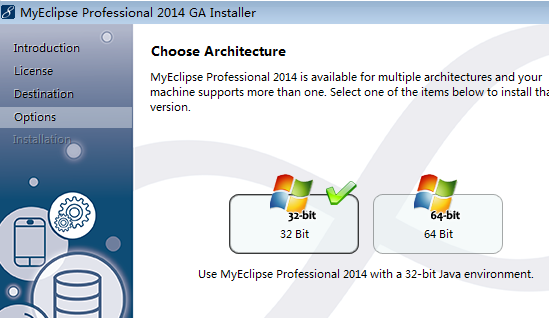 MyEclipse Professional 2014 GA Installer
Introduction
License
Destination
Options
Installation
Choose Architecture
MyEclipse Professional 2014 is available for multiple architectures and your
machine supports more than one. Select one of the items below to install tha
version.
32-bit
32 Bit
64-bit
64 Bit
Use MyEclipse Professional 2014 with a 32-bit Java environment.